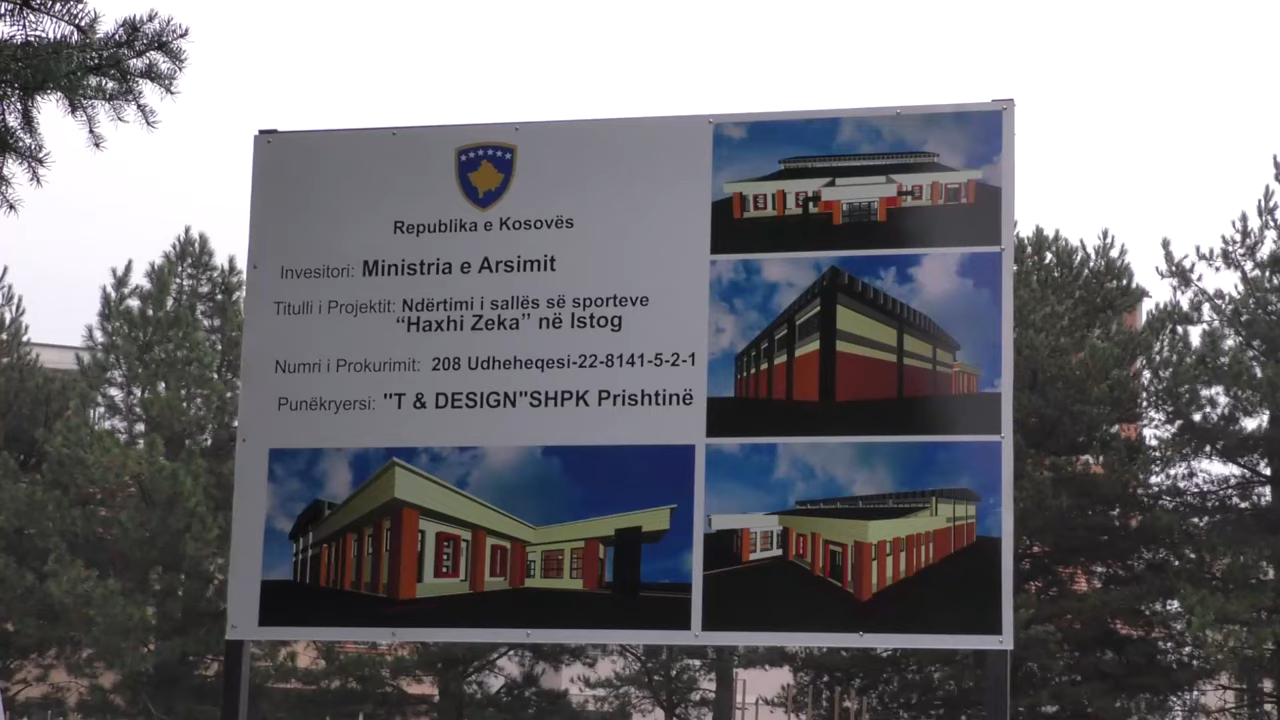 Republika e Kosovës
Invesitori: Ministria e Arsimit
Titulli i Projektit: Ndërtimi i sallës së sporteve
“Haxhi Zeka” në Istog
Numri i Prokurimit: 208 Udheheqesi-22-8141-5-2-1
Punëkryersi: "T & DESIGN"SHPK Prishtinë